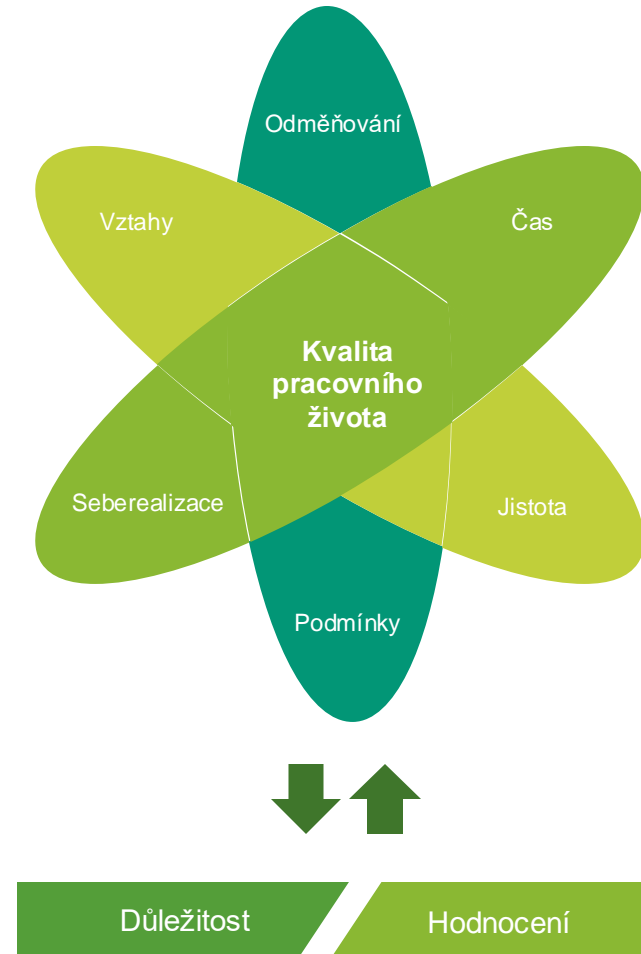 Odměňování
Vztahy
Čas
Kvalita
pracovního
života
Seberealizace
Jistota
Podmínky
Důležitost
Hodnocení